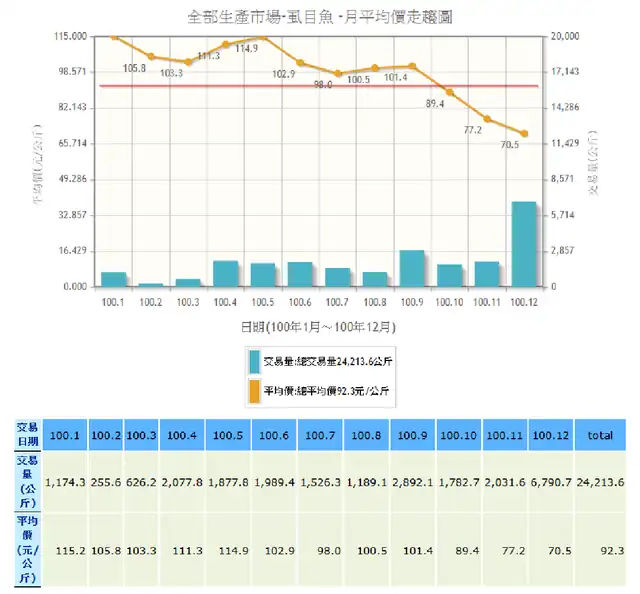 全部生產市場-虱目魚 -月平均價走趨圖
115.000
98.571
82.143
65.714
49.286
32.857
16.429
0.000
平均價(元/公斤)
105.8
103.3
111.3
114.9
102.9
98.0
100.5
101.4
89.4
77.2
70.5
20,000
17,143
14,286
11,429
8,571
5,714
2,857
0
交易量(公斤)
100.1 100.2 100.3 100.4 100.5 100.6 100.7 100.8 100.9 100.10 100.11 100.12
日期(100年1月～100年12月)
交易量:總交易量24,213.6公斤
平均價:總平均價92.3元/公斤
交易日期 100.1 100.2 100.3 100.4 100.5 100.6 100.7 100.8 100.9 100.10 100.11 100.12 total
交易量(公斤) 1,174.3 255.6 626.2 2,077.8 1,877.8 1,989.4 1,526.3 1,189.1 2,892.1 1,782.7 2,031.6 6,790.7 24,213.6
平均價(元/公斤) 115.2 105.8 103.3 111.3 114.9 102.9 98.0 100.5 101.4 89.4 77.2 70.5 92.3